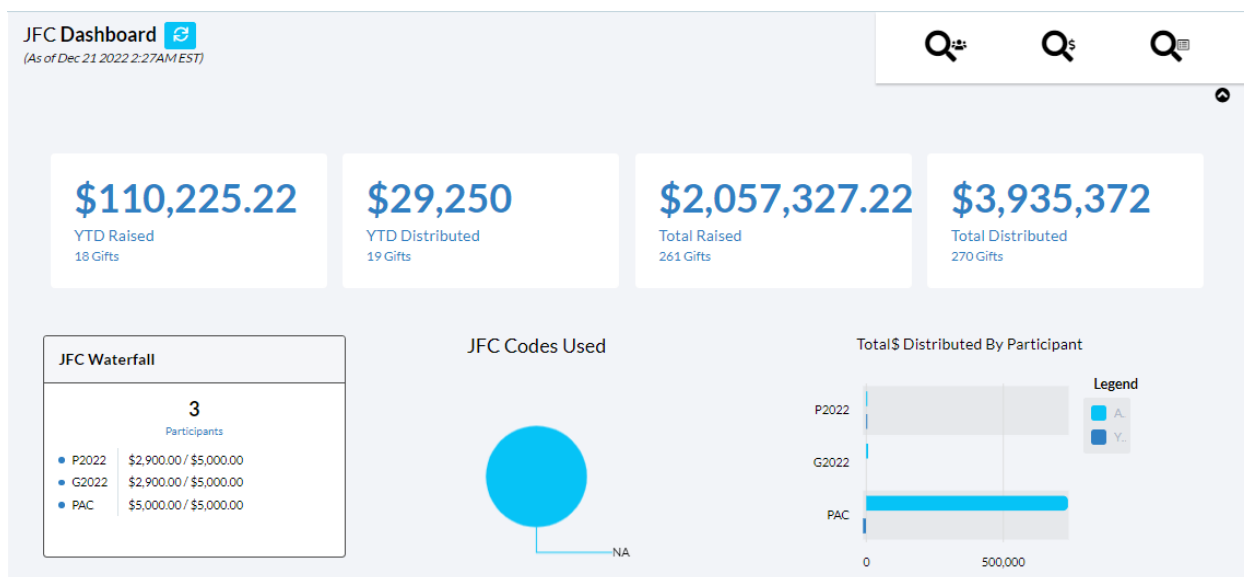 JFC Dashboard
(As of Dec 21 2022 2:27AM EST)
$
$110,225.22
YTD Raised
18 Gifts
$29,250
YTD Distributed
19 Gifts
$2,057,327.22
Total Raised
261 Gifts
$3,935,372
Total Distributed
270 Gifts
JFC Waterfall
3
Participants
P2022 $2,900.00 / $5,000.00
G2022 $2,900.00 / $5,000.00
PAC $5,000.00 / $5,000.00
JFC Codes Used
NA
Total$ Distributed By Participant
Legend
A..
Y...
P2022
G2022
PAC
0 500,000